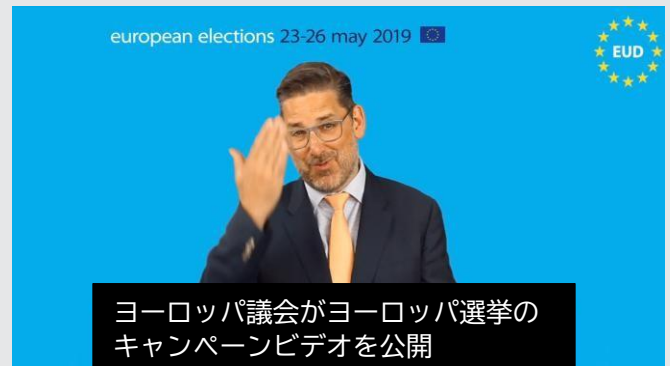 european elections 23-26 may 2019
EUD
ヨーロッパ議会がヨーロッパ選挙の
キャンペーンビデオを公開